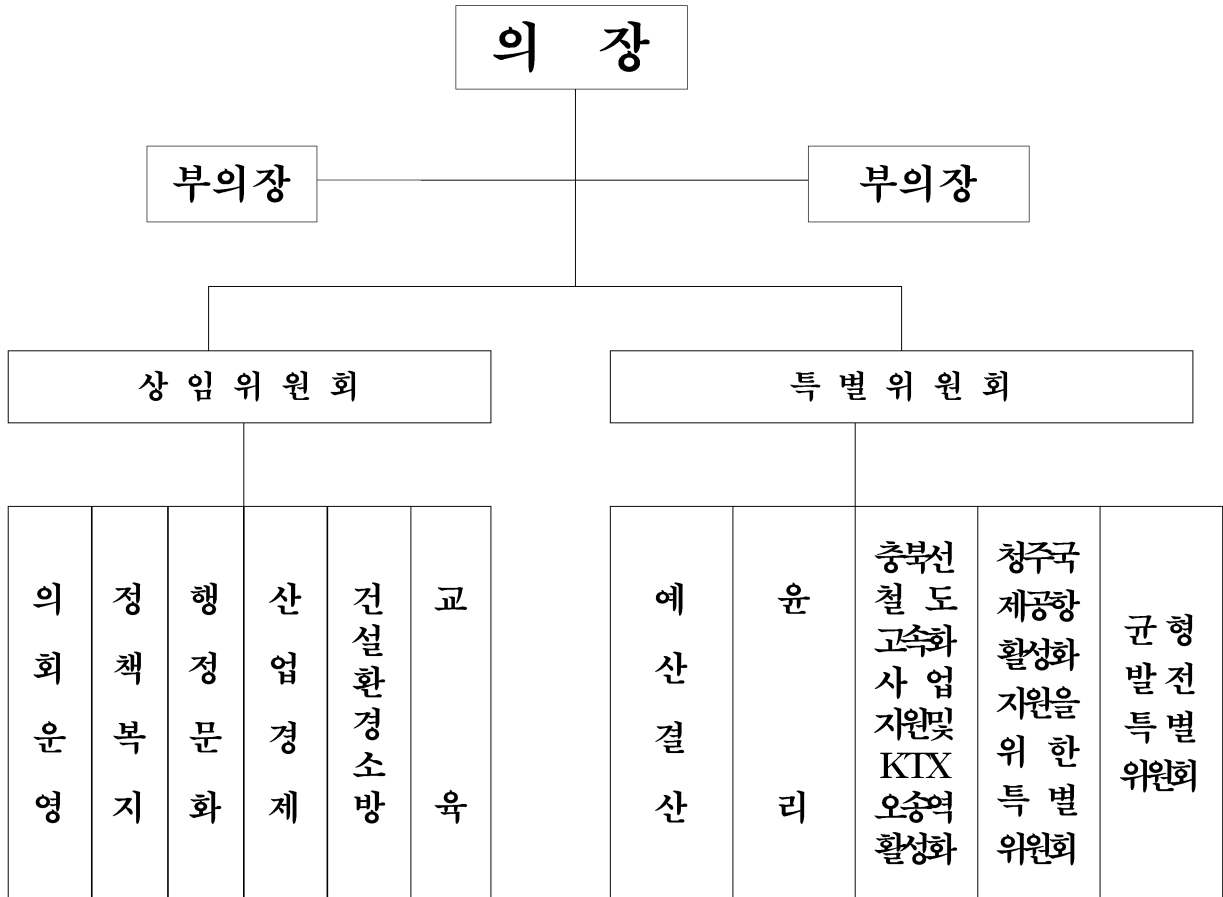 의 장
부의장
부의장
상 임 위 원 회
특 별 위 원 회
의회운영
정책복지
행정문화
산업경제
건설환경소방
교육
예산결산
윤리
충북선
철 도
고속화
사 업
지원및
KTX
오송역
활성화
청주국
제공항
활성화
지원을
위 한
특 별
위원회
균 형
발 전
특 별
위원회